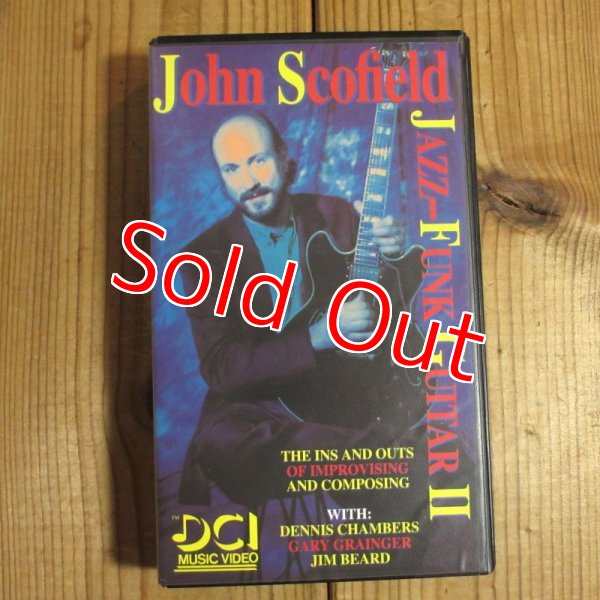 John Scofield
Jazz-Funk Guitar II
Sold Out
THE INS AND OUTS
OF IMPROVISING
AND COMPOSING
WITH:
DENNIS CHAMBERS
GARY GRAINGER
JIM BEARD
TM
DCI
MUSIC VIDEO